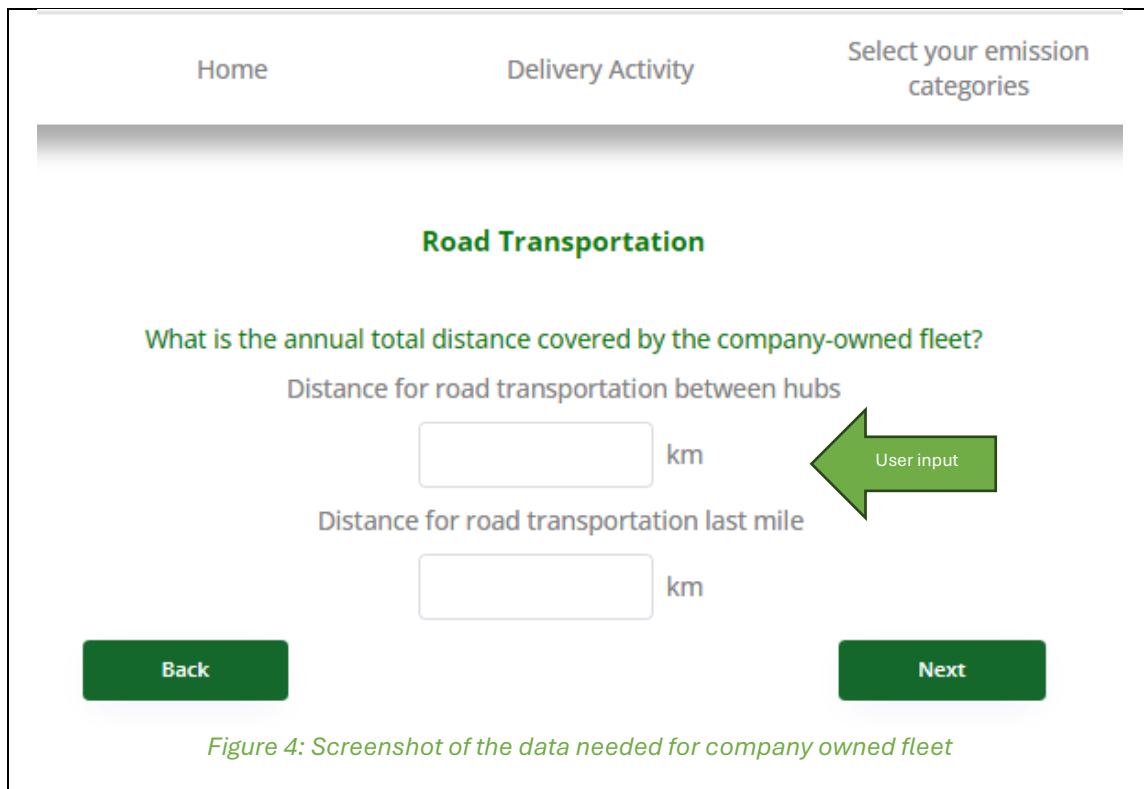 Home
Delivery Activity
Select your emission
categories
Road Transportation
What is the annual total distance covered by the company-owned fleet?
Distance for road transportation between hubs
km
User input
Distance for road transportation last mile
km
Back
Next
Figure 4: Screenshot of the data needed for company owned fleet